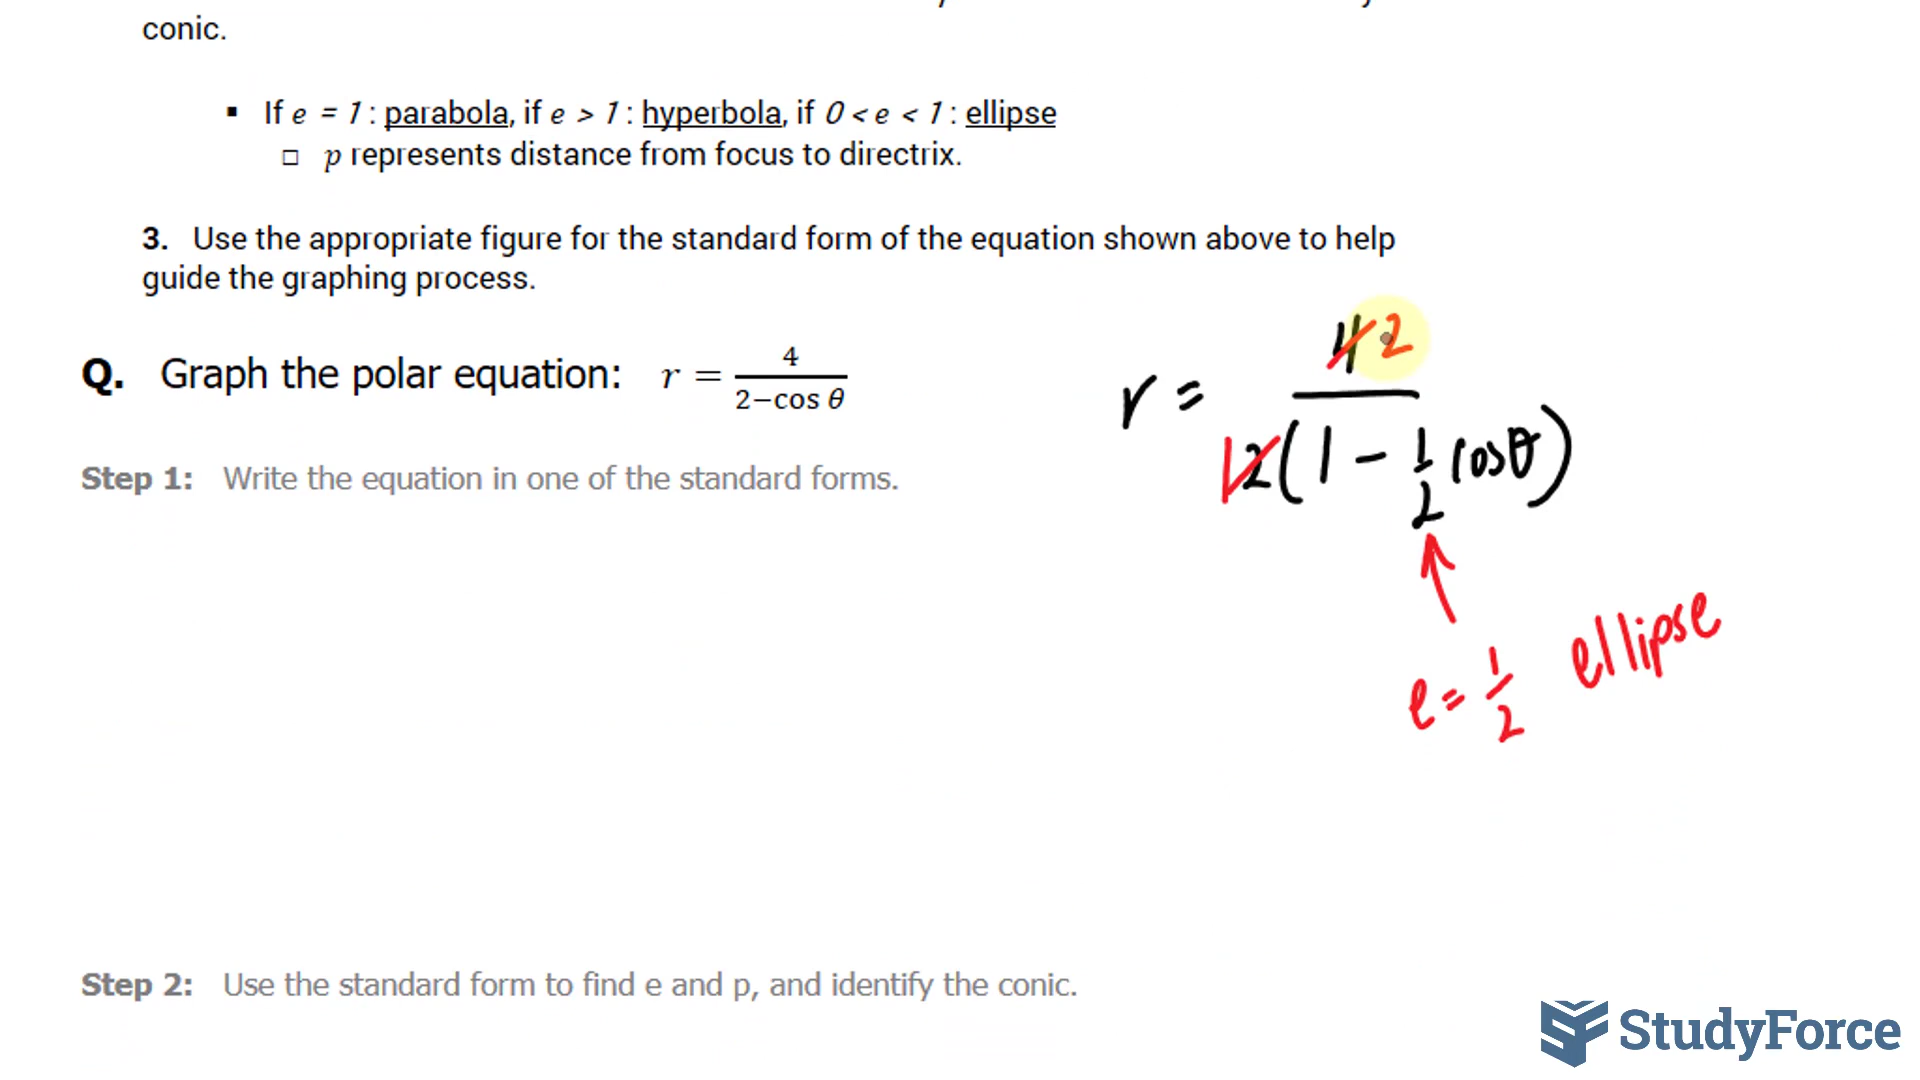 conic.
▪ If e = 1 : parabola, if e > 1 : hyperbola, if 0 < e < 1 : ellipse
□ p represents distance from focus to directrix.
3. Use the appropriate figure for the standard form of the equation shown above to help
guide the graphing process.
Q. Graph the polar equation: r = 4/(2−cos θ)
r = 4 2 / 1 2(1 - 1/2 cosθ)
Step 1: Write the equation in one of the standard forms.
e = 1/2 ellipse
Step 2: Use the standard form to find e and p, and identify the conic.
StudyForce